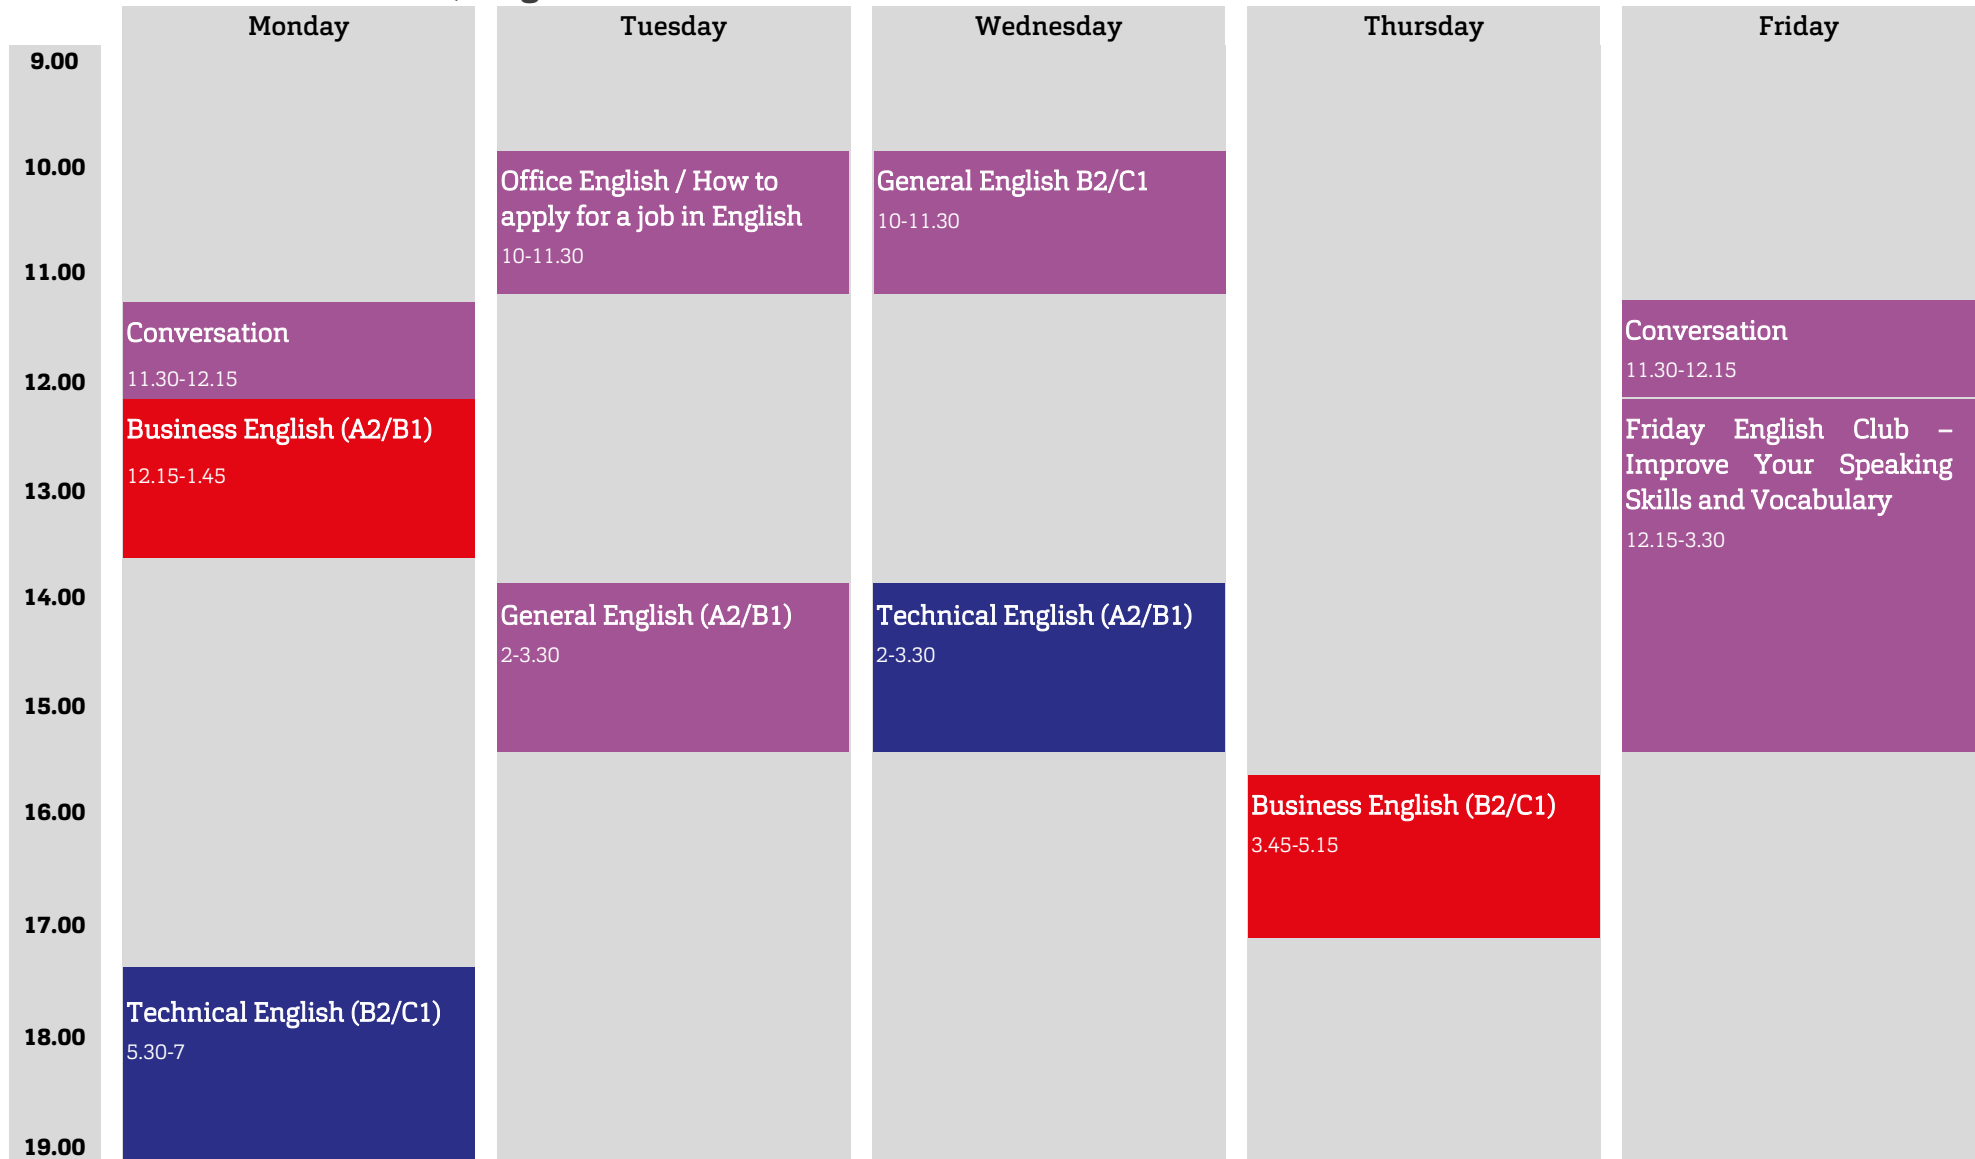 Monday
Tuesday
Wednesday
Thursday
Friday
9.00
10.00
11.00
12.00
13.00
14.00
15.00
16.00
17.00
18.00
19.00
Conversation
11.30-12.15
Business English (A2/B1)
12.15-1.45
Technical English (B2/C1)
5.30-7
Office English / How to
apply for a job in English
10-11.30
General English (A2/B1)
2-3.30
General English B2/C1
10-11.30
Technical English (A2/B1)
2-3.30
Business English (B2/C1)
3.45-5.15
Conversation
11.30-12.15
Friday English Club –
Improve Your Speaking
Skills and Vocabulary
12.15-3.30